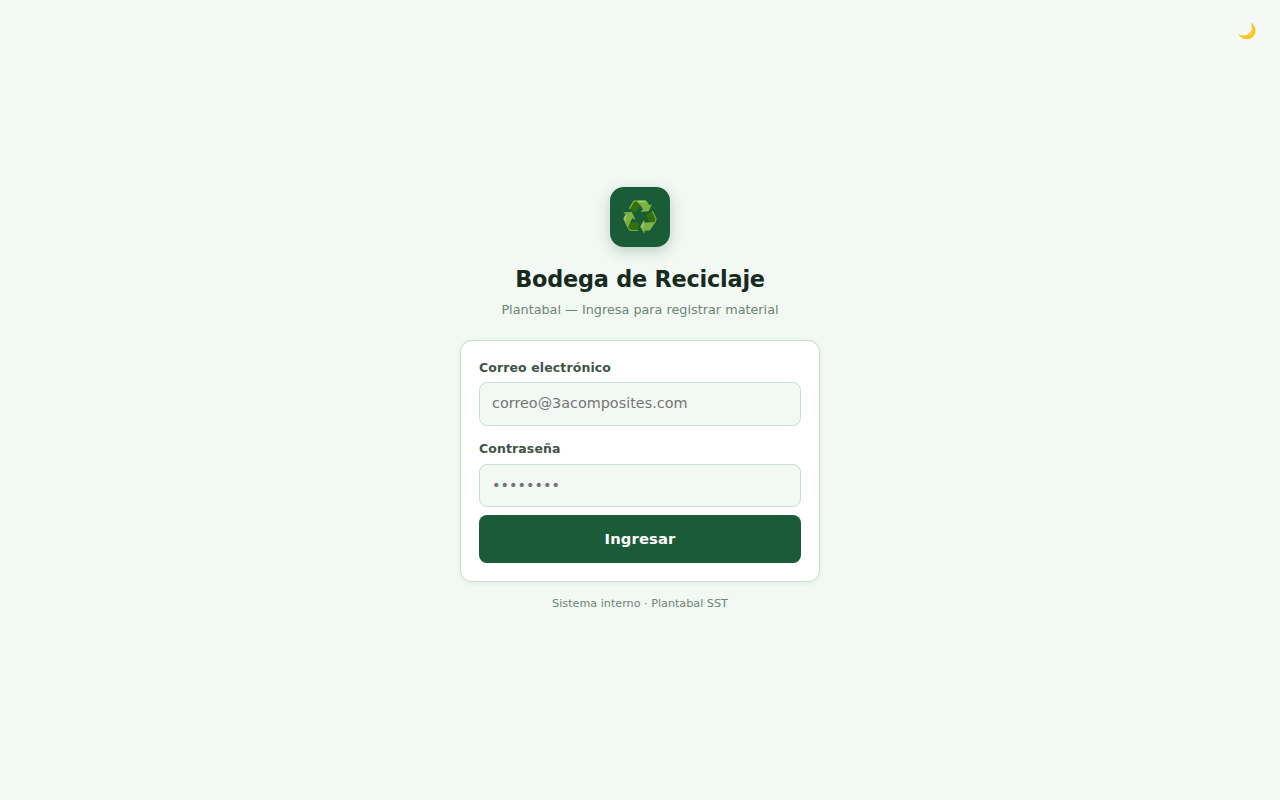 Bodega de Reciclaje
Plantabal — Ingresa para registrar material
Correo electrónico
correo@3acomposites.com
Contraseña
••••••••
Ingresar
Sistema interno · Plantabal SST